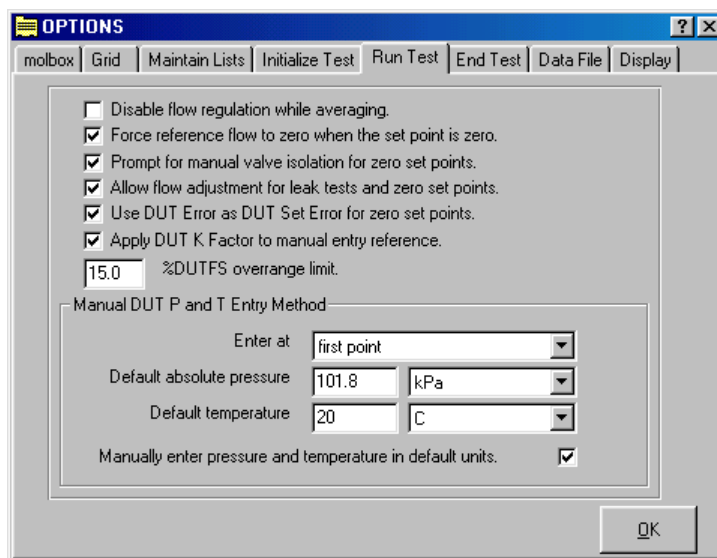 OPTIONS
molbox Grid Maintain Lists Initialize Test Run Test End Test Data File Display
Disable flow regulation while averaging.
Force reference flow to zero when the set point is zero.
Prompt for manual valve isolation for zero set points.
Allow flow adjustment for leak tests and zero set points.
Use DUT Error as DUT Set Error for zero set points.
Apply DUT K Factor to manual entry reference.
15.0 %DUTFS overrange limit.
Manual DUT P and T Entry Method
Enter at first point
Default absolute pressure 101.8 kPa
Default temperature 20 C
Manually enter pressure and temperature in default units.
OK